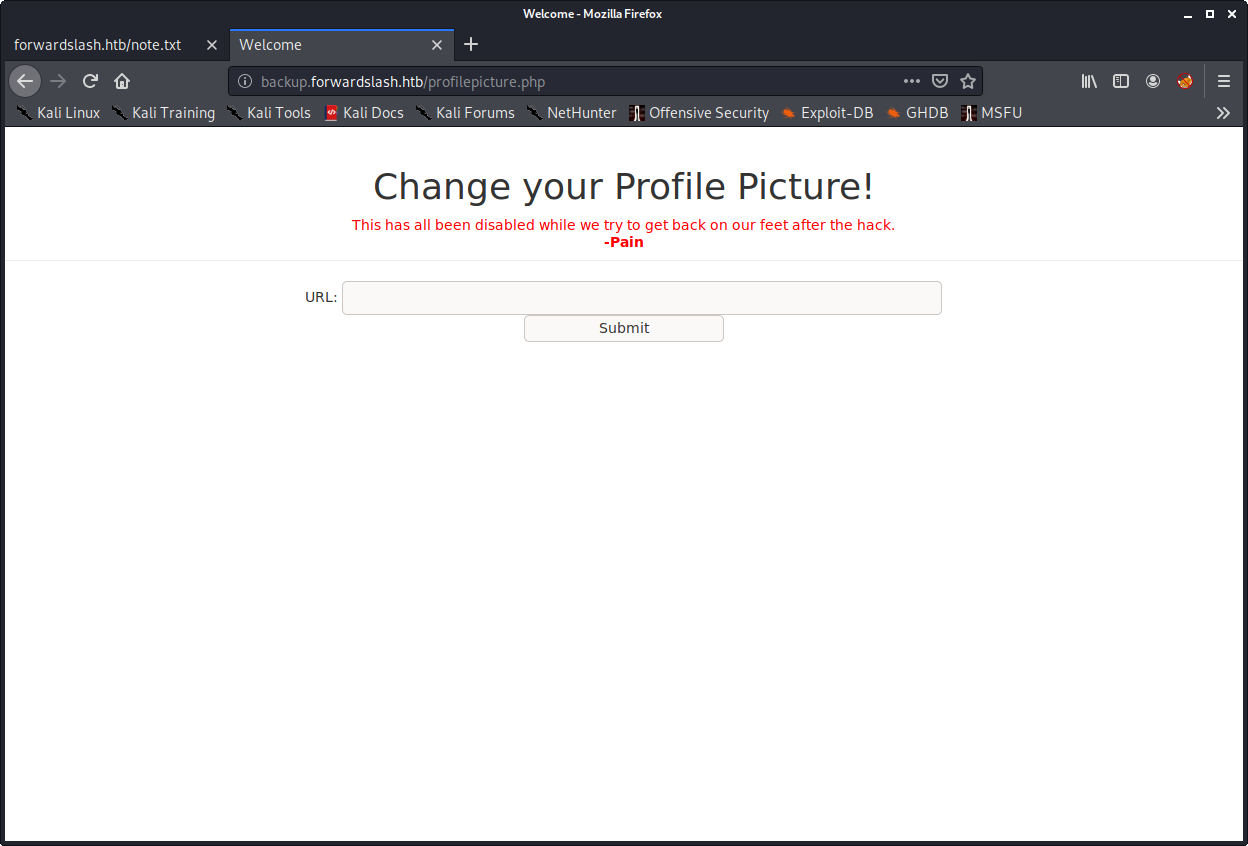 Welcome - Mozilla Firefox
forwardslash.htb/note.txt
Welcome
backup.forwardslash.htb/profilepicture.php
Kali Linux Kali Training Kali Tools Kali Docs Kali Forums NetHunter Offensive Security Exploit-DB GHDB MSFU
Change your Profile Picture!
This has all been disabled while we try to get back on our feet after the hack.
-Pain
URL:
Submit